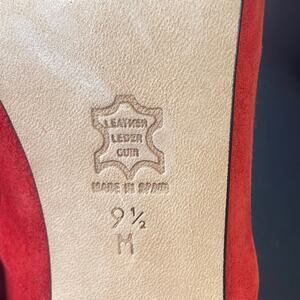 LEATHER
LEDER
CUIR
MADE IN SPAIN
9½
M